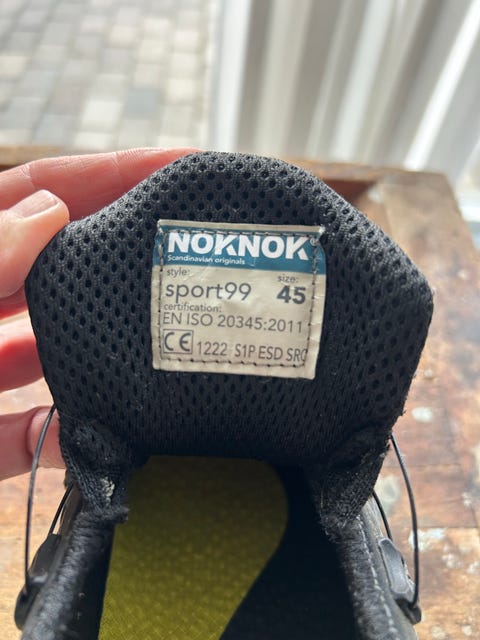 NOKNOK®
Scandinavian originals
style: size:
sport99 45
certification:
EN ISO 20345:2011
CE 1222 S1P ESD SRC